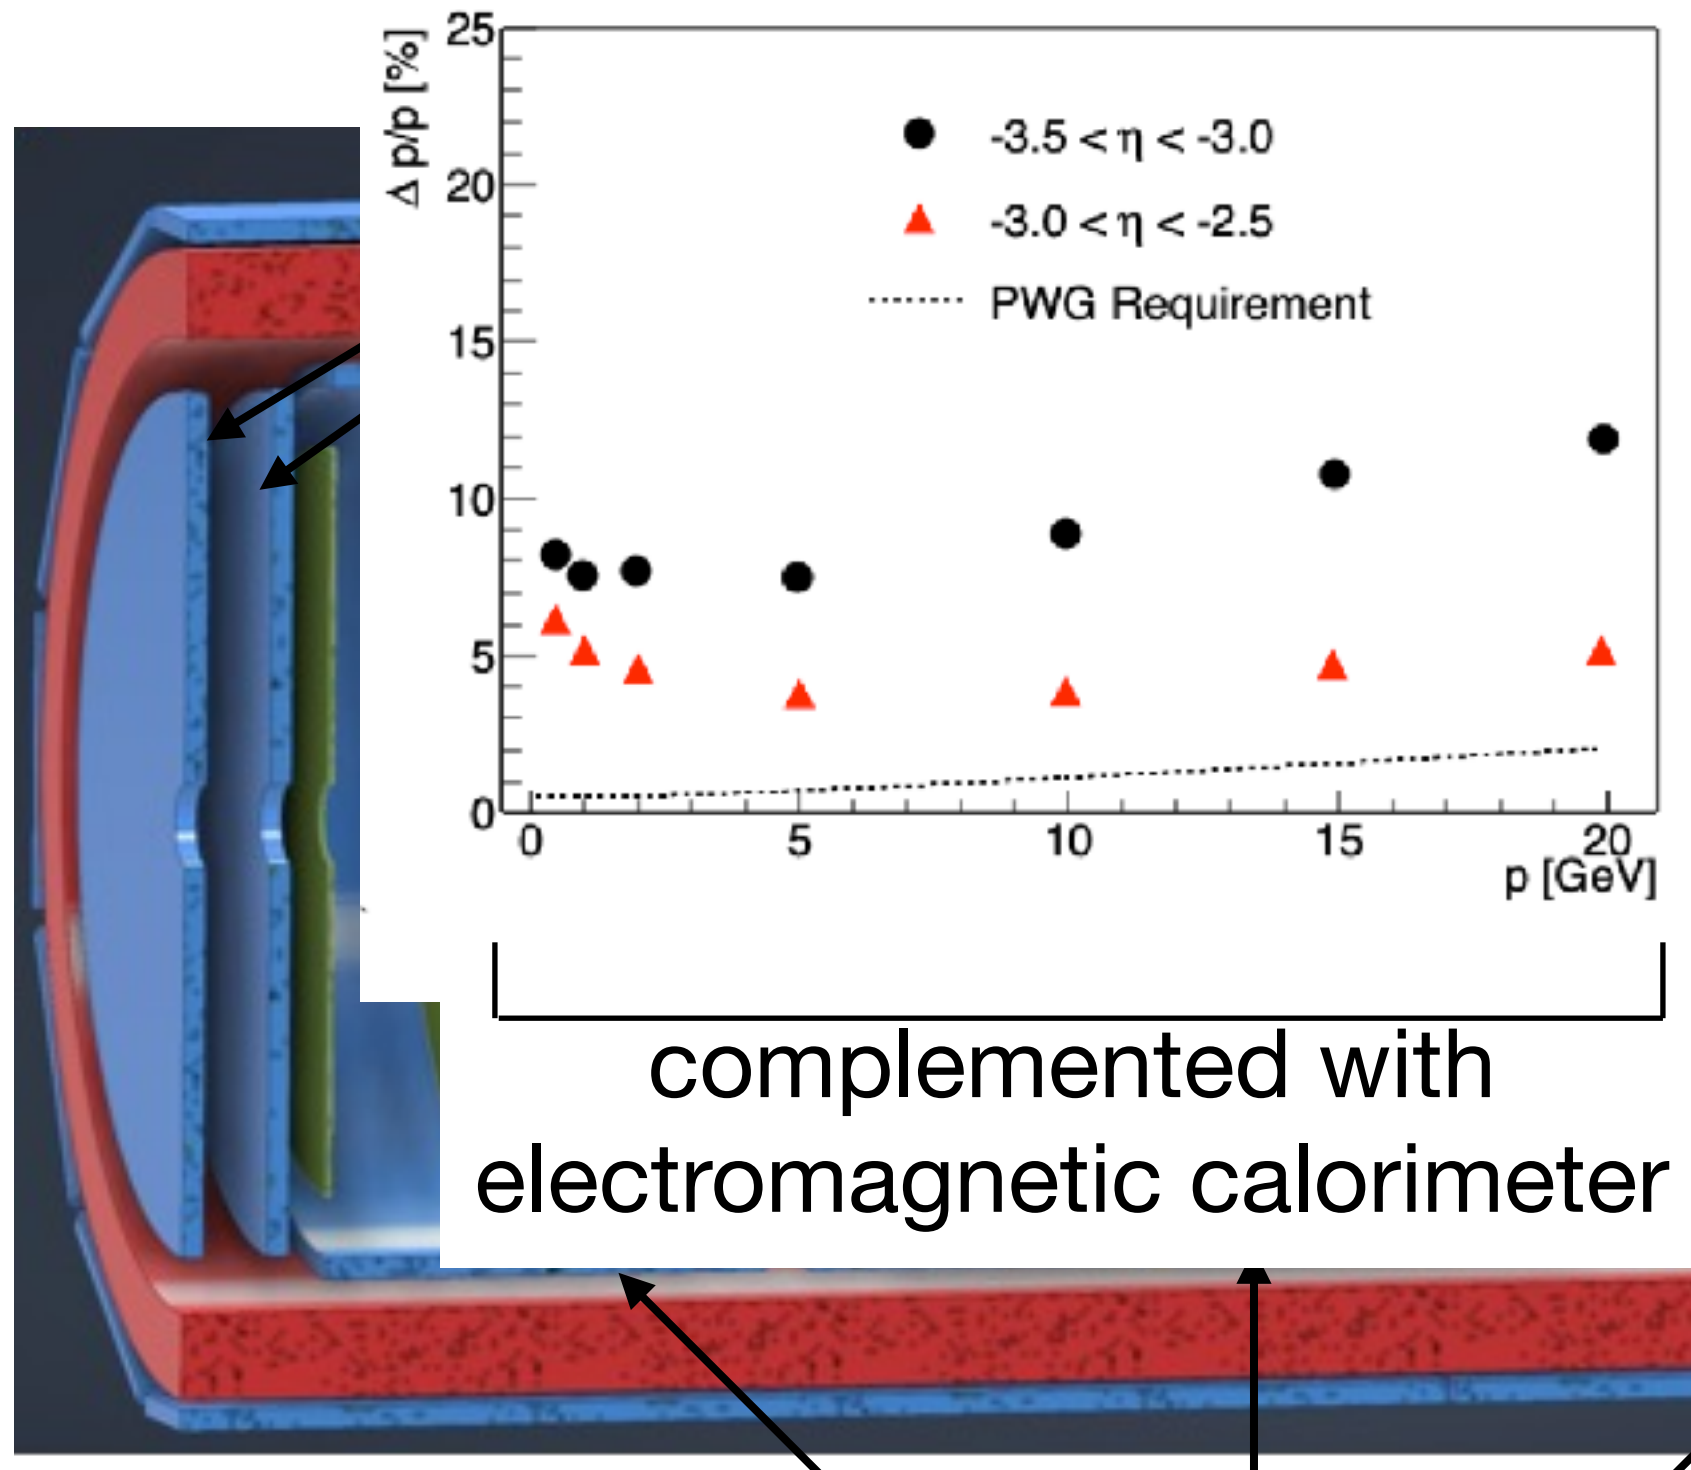 Δ p/p [%]
25
20
15
10
5
0
-3.5 < η < -3.0
-3.0 < η < -2.5
PWG Requirement
0 5 10 15 20
p [GeV]
complemented with
electromagnetic calorimeter